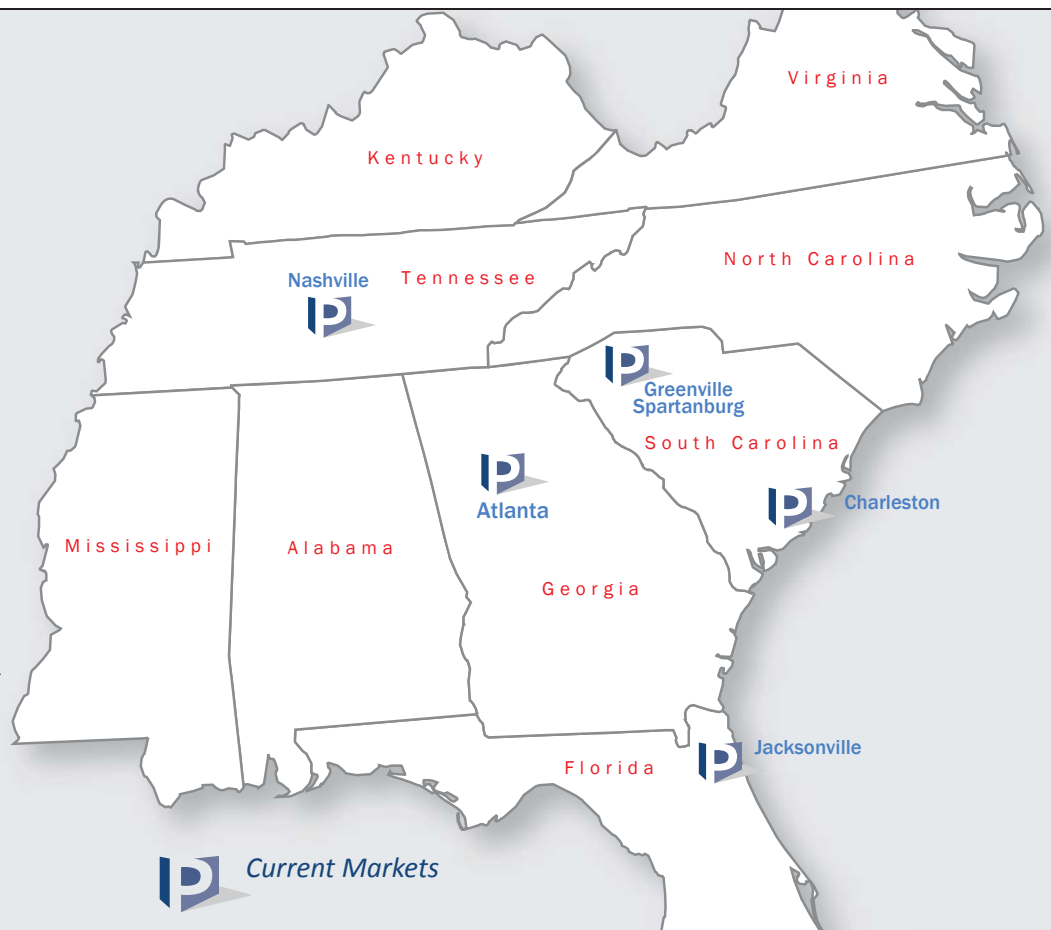 Virginia
Kentucky
North Carolina
Tennessee
Nashville
P
P
Greenville
Spartanburg
South Carolina
P
Atlanta
P
Charleston
Mississippi
Alabama
Georgia
Jacksonville
P
Florida
P
Current Markets